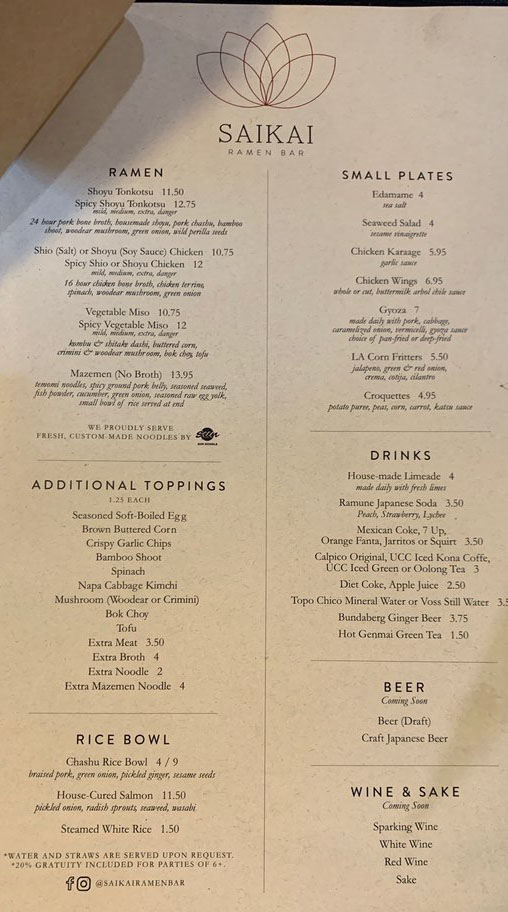 SAIKAI
RAMEN BAR
RAMEN
Shoyu Tonkotsu 11.50
Spicy Shoyu Tonkotsu 12.75
mild, medium, extra, danger
24 hour pork bone broth, housemade shoyu, pork chashu, bamboo
shoot, woodear mushroom, green onion, wild perilla seeds
Shio (Salt) or Shoyu (Soy Sauce) Chicken 10.75
Spicy Shio or Shoyu Chicken 12
mild, medium, extra, danger
16 hour chicken bone broth, chicken terrine,
spinach, woodear mushroom, green onion
Vegetable Miso 10.75
Spicy Vegetable Miso 12
mild, medium, extra, danger
kombu & shitake dashi, buttered corn,
crimini & woodear mushroom, bok choy, tofu
Mazemen (No Broth) 13.95
temomi noodles, spicy ground pork belly, seasoned seaweed,
fish powder, cucumber, green onion, seasoned raw egg yolk,
small bowl of rice served at end
WE PROUDLY SERVE
FRESH, CUSTOM-MADE NOODLES BY Sun
SUN NOODLE
ADDITIONAL TOPPINGS
1.25 EACH
Seasoned Soft-Boiled Egg
Brown Buttered Corn
Crispy Garlic Chips
Bamboo Shoot
Spinach
Napa Cabbage Kimchi
Mushroom (Woodear or Crimini)
Bok Choy
Tofu
Extra Meat 3.50
Extra Broth 4
Extra Noodle 2
Extra Mazemen Noodle 4
RICE BOWL
Chashu Rice Bowl 4 / 9
braised pork, green onion, pickled ginger, sesame seeds
House-Cured Salmon 11.50
pickled onion, radish sprouts, seaweed, wasabi
Steamed White Rice 1.50
*WATER AND STRAWS ARE SERVED UPON REQUEST.
*20% GRATUITY INCLUDED FOR PARTIES OF 6+.
@SAIKAIRAMENBAR
SMALL PLATES
Edamame 4
sea salt
Seaweed Salad 4
sesame vinaigrette
Chicken Karaage 5.95
garlic sauce
Chicken Wings 6.95
whole or cut, buttermilk arbol chile sauce
Gyoza 7
made daily with pork, cabbage,
caramelized onion, vermicelli, gyoza sauce
choice of pan-fried or deep-fried
LA Corn Fritters 5.50
jalapeno, green & red onion,
crema, cotija, cilantro
Croquettes 4.95
potato puree, peas, corn, carrot, katsu sauce
DRINKS
House-made Limeade 4
made daily with fresh limes
Ramune Japanese Soda 3.50
Peach, Strawberry, Lychee
Mexican Coke, 7 Up,
Orange Fanta, Jarritos or Squirt 3.50
Calpico Original, UCC Iced Kona Coffe,
UCC Iced Green or Oolong Tea 3
Diet Coke, Apple Juice 2.50
Topo Chico Mineral Water or Voss Still Water 3.5
Bundaberg Ginger Beer 3.75
Hot Genmai Green Tea 1.50
BEER
Coming Soon
Beer (Draft)
Craft Japanese Beer
WINE & SAKE
Coming Soon
Sparking Wine
White Wine
Red Wine
Sake